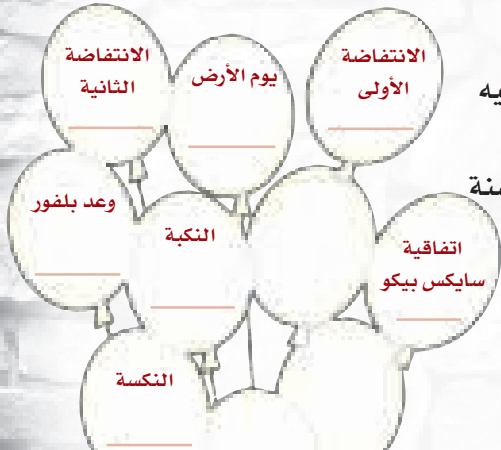 الانتفاضة
الأولى
يوم الأرض
الانتفاضة
الثانية
وعد بلفور
النكبة
اتفاقية
سايكس بيكو
النكسة